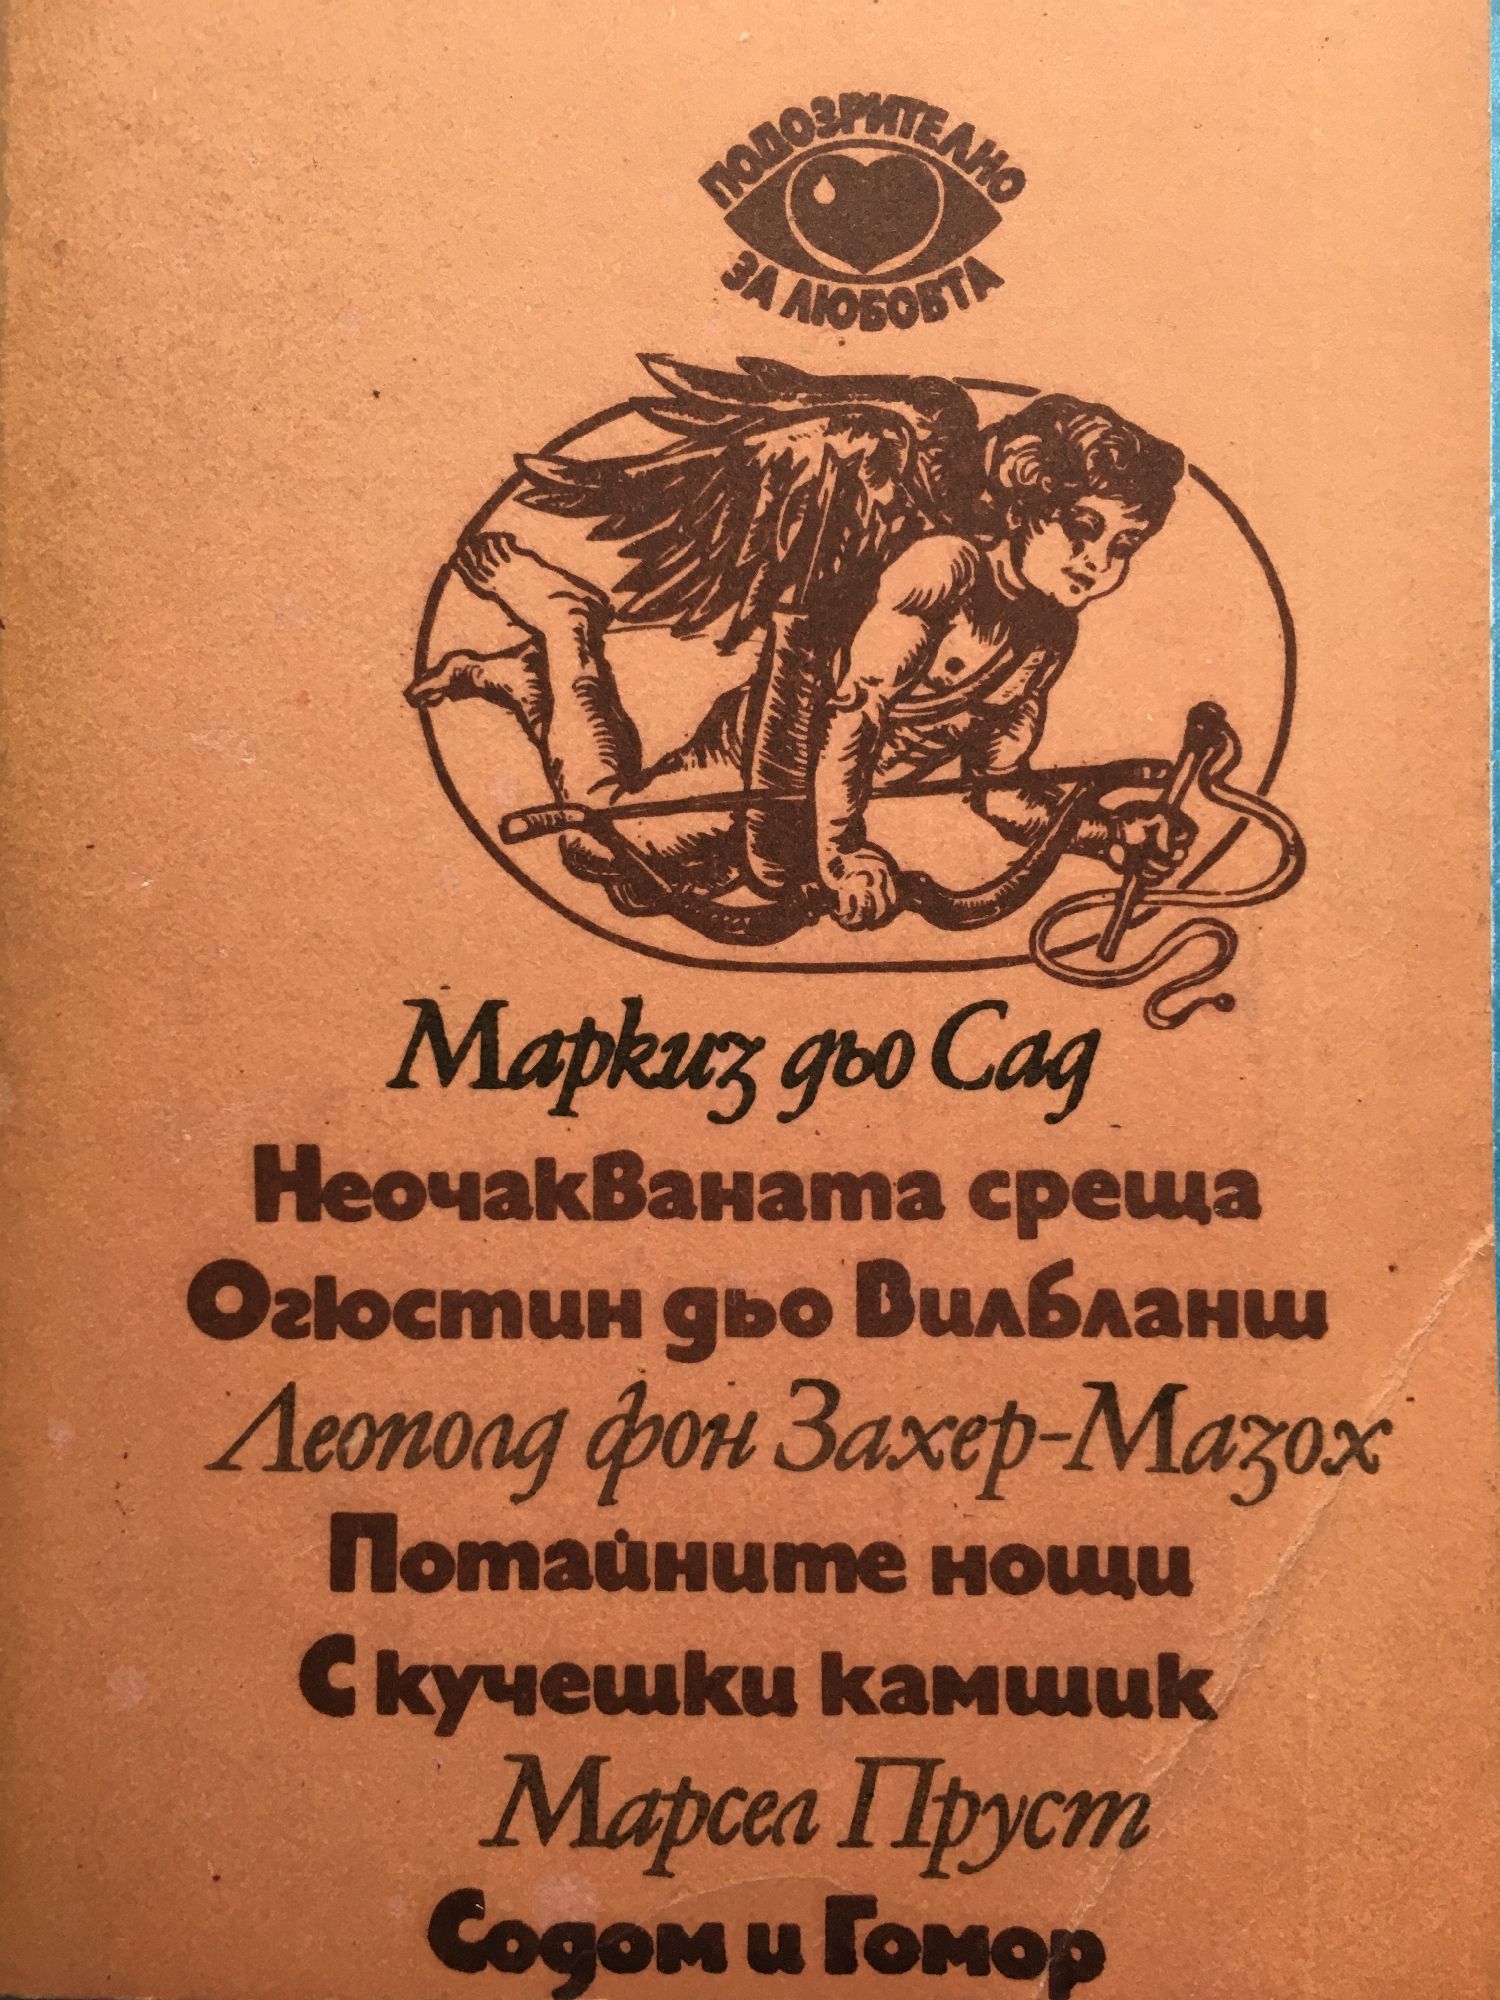 ПОДОЗРИТЕЛНО
ЗА ЛЮБОВТА
Маркиз дьо Сад
Неочакваната среща
Огюстин дьо Вилбланш
Леополд фон Захер-Мазох
Потайните нощи
С кучешки камшик
Марсел Пруст
Содом и Гомор